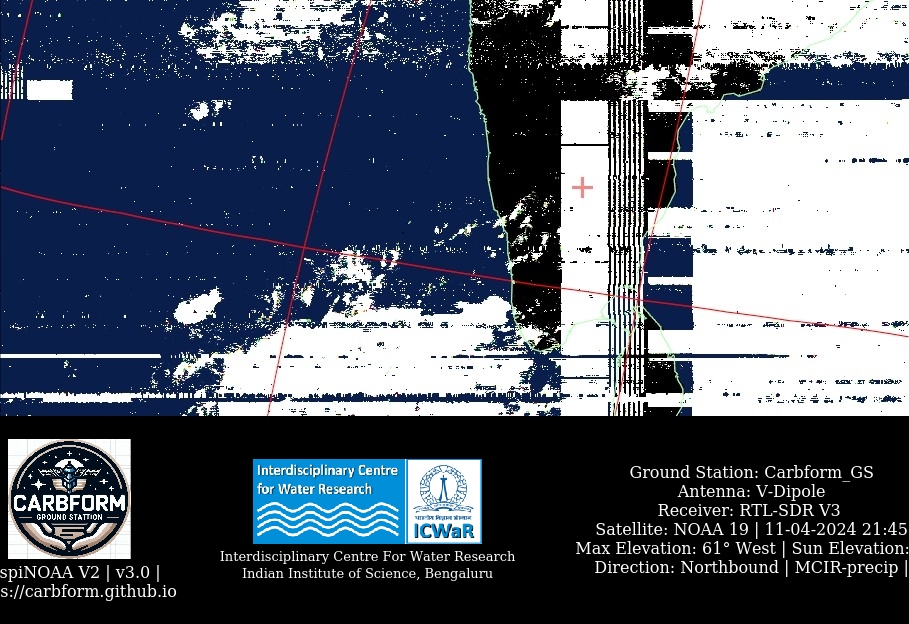 CARBFORM
GROUND STATION
spiNOAA V2 | v3.0 |
s://carbform.github.io
Interdisciplinary Centre
for Water Research
ICWaR
Interdisciplinary Centre For Water Research
Indian Institute of Science, Bengaluru
Ground Station: Carbform_GS
Antenna: V-Dipole
Receiver: RTL-SDR V3
Satellite: NOAA 19 | 11-04-2024 21:45
Max Elevation: 61° West | Sun Elevation:
Direction: Northbound | MCIR-precip |